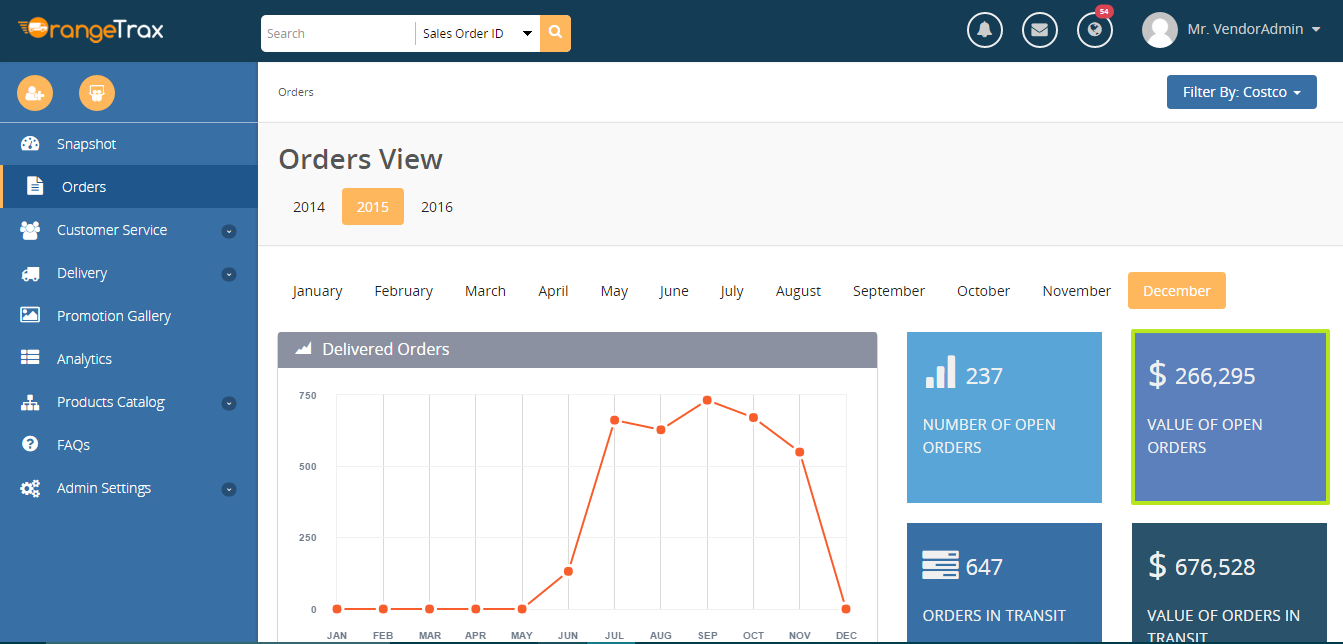 OrangeTrax
Search
Sales Order ID
54
Mr. VendorAdmin
Orders
Filter By: Costco
Snapshot
Orders
Customer Service
Delivery
Promotion Gallery
Analytics
Products Catalog
FAQs
Admin Settings
Orders View
2014 2015 2016
January February March April May June July August September October November December
Delivered Orders
750
500
250
0
JAN FEB MAR APR MAY JUN JUL AUG SEP OCT NOV DEC
237
NUMBER OF OPEN
ORDERS
$ 266,295
VALUE OF OPEN
ORDERS
647
ORDERS IN TRANSIT
$ 676,528
VALUE OF ORDERS IN
TRANSIT